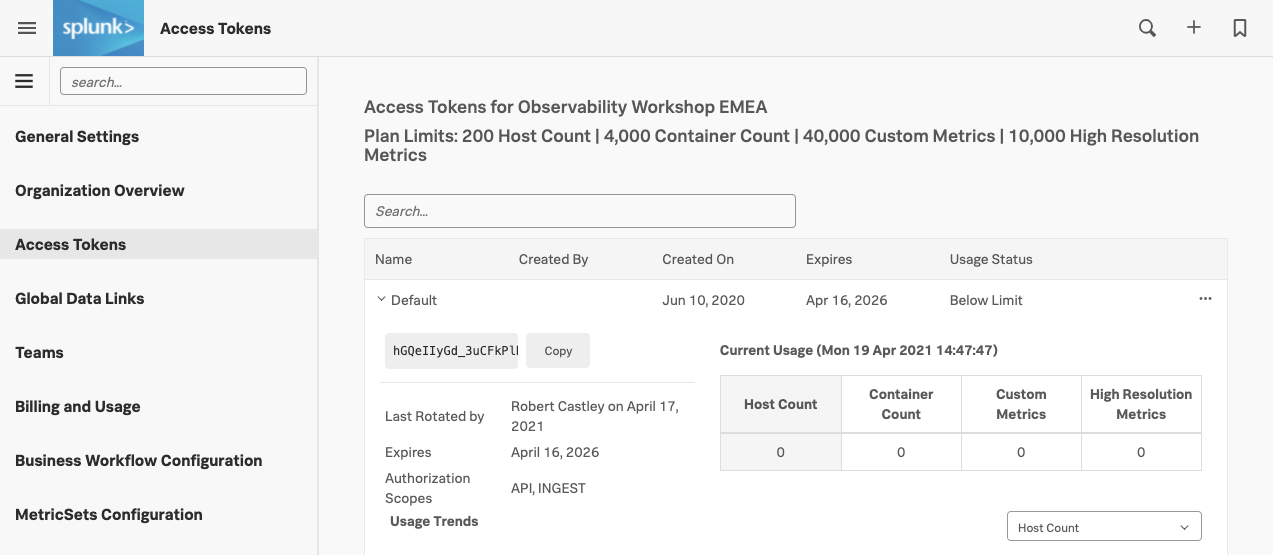 splunk>
Access Tokens
search...
General Settings
Organization Overview
Access Tokens
Global Data Links
Teams
Billing and Usage
Business Workflow Configuration
MetricSets Configuration
Access Tokens for Observability Workshop EMEA
Plan Limits: 200 Host Count | 4,000 Container Count | 40,000 Custom Metrics | 10,000 High Resolution
Metrics
Search...
Name Created By Created On Expires Usage Status
Default Jun 10, 2020 Apr 16, 2026 Below Limit ···
Copy
Current Usage (Mon 19 Apr 2021 14:47:47)
Host Count
Container
Count
Custom
Metrics
High Resolution
Metrics
0 0 0 0
Last Rotated by
Robert Castley on April 17,
2021
Expires April 16, 2026
Authorization
Scopes
API, INGEST
Usage Trends
Host Count